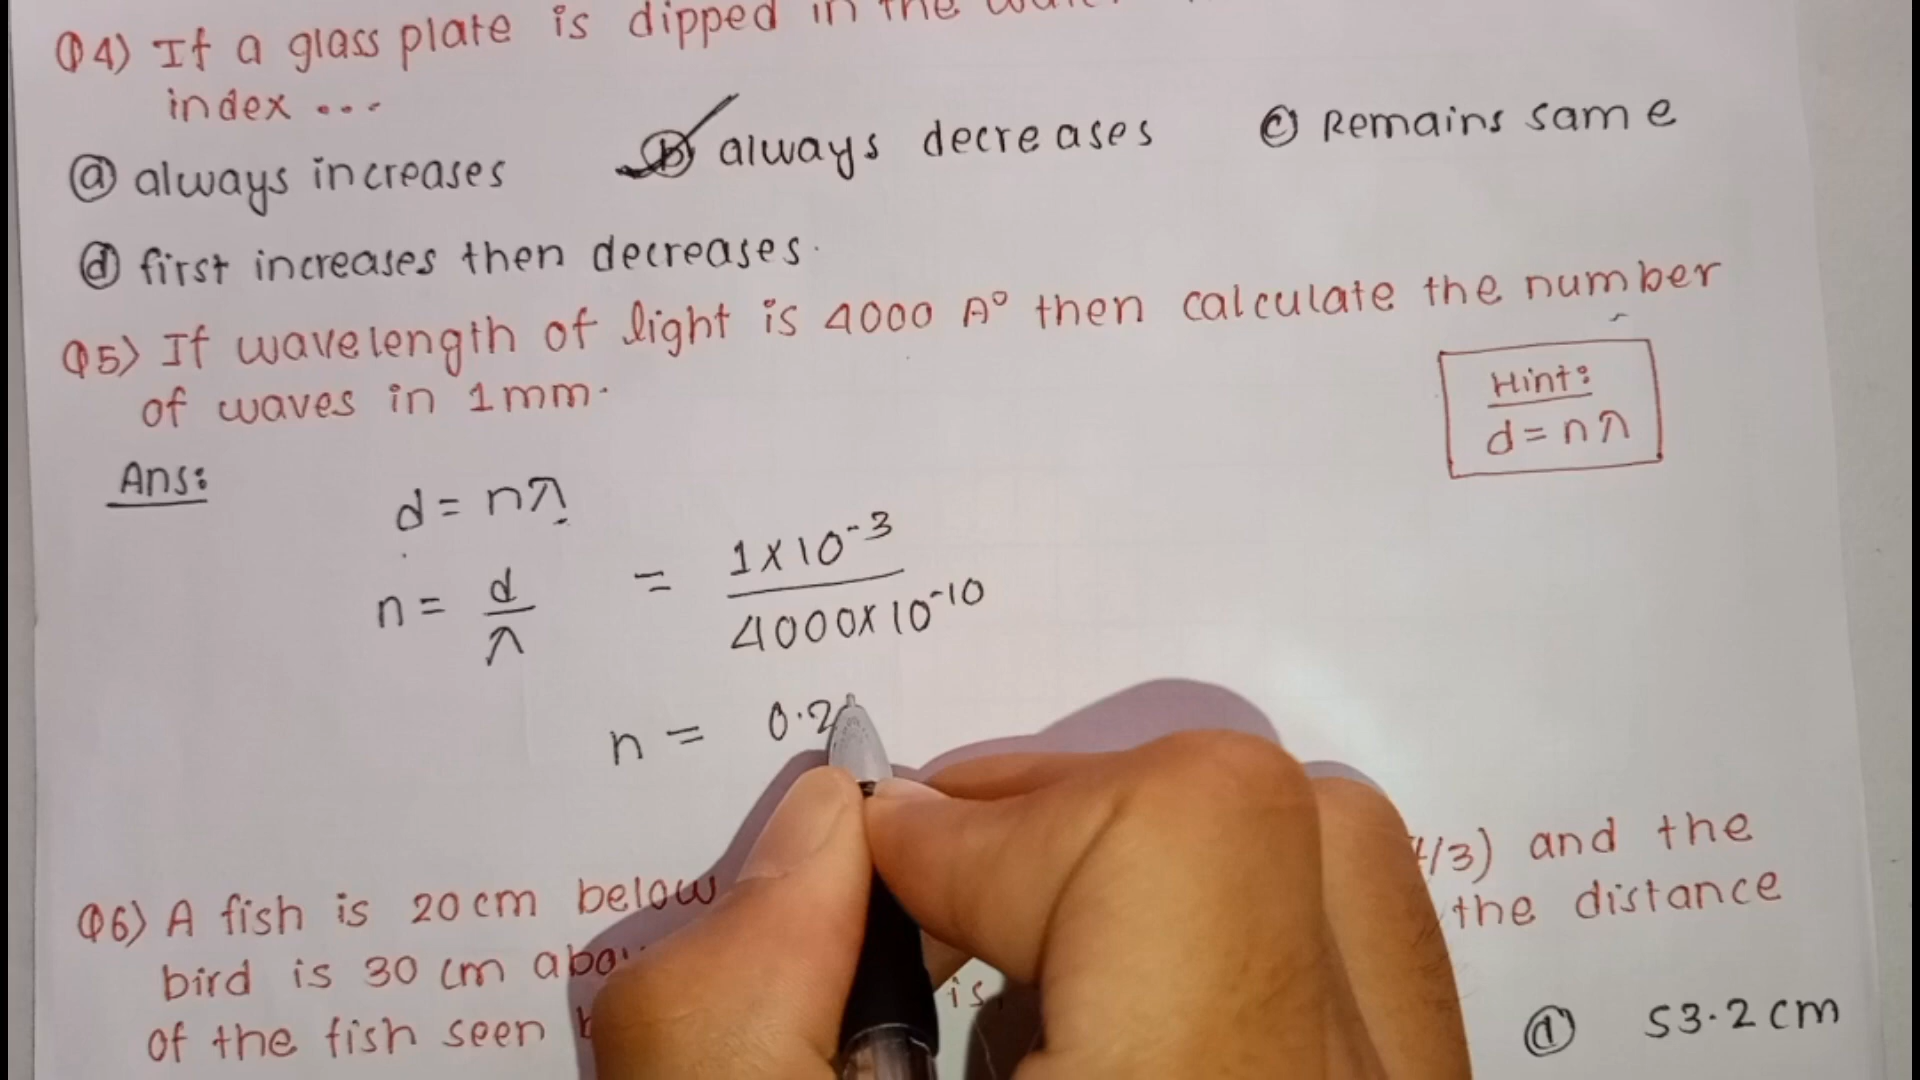 Q4) If a glass plate is dipped in the
index ...
ⓐ always increases ⓑ always decreases ⓒ Remains same
ⓓ first increases then decreases.
Q5) If wavelength of light is 4000 A° then calculate the number
of waves in 1mm.
Hint:
d = nλ
Ans:
d = nλ
n = d/λ = 1×10⁻³/4000×10⁻¹⁰
n = 0.2
Q6) A fish is 20cm below 4/3) and the
bird is 30 cm the distance
of the fish seen is
ⓓ 53.2 cm